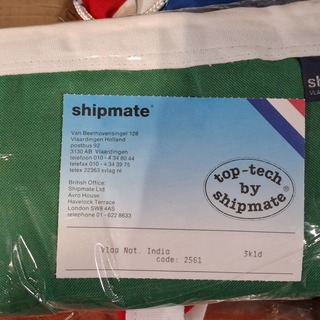 shipmate®
Van Beethovensingel 128
Vlaardingen Holland
postbus 92
3130 AB Vlaardingen
telefoon 010 - 4 34 80 44
telefax 010 - 4 34 39 75
telex 22363 svlag nl
British Office:
Shipmate Ltd
Avro House
Havelock Terrace
London SW8 4AS
telephone 01 - 622 8633
top-tech
by
shipmate®
Vlag Nat. India 3kld
code: 2561